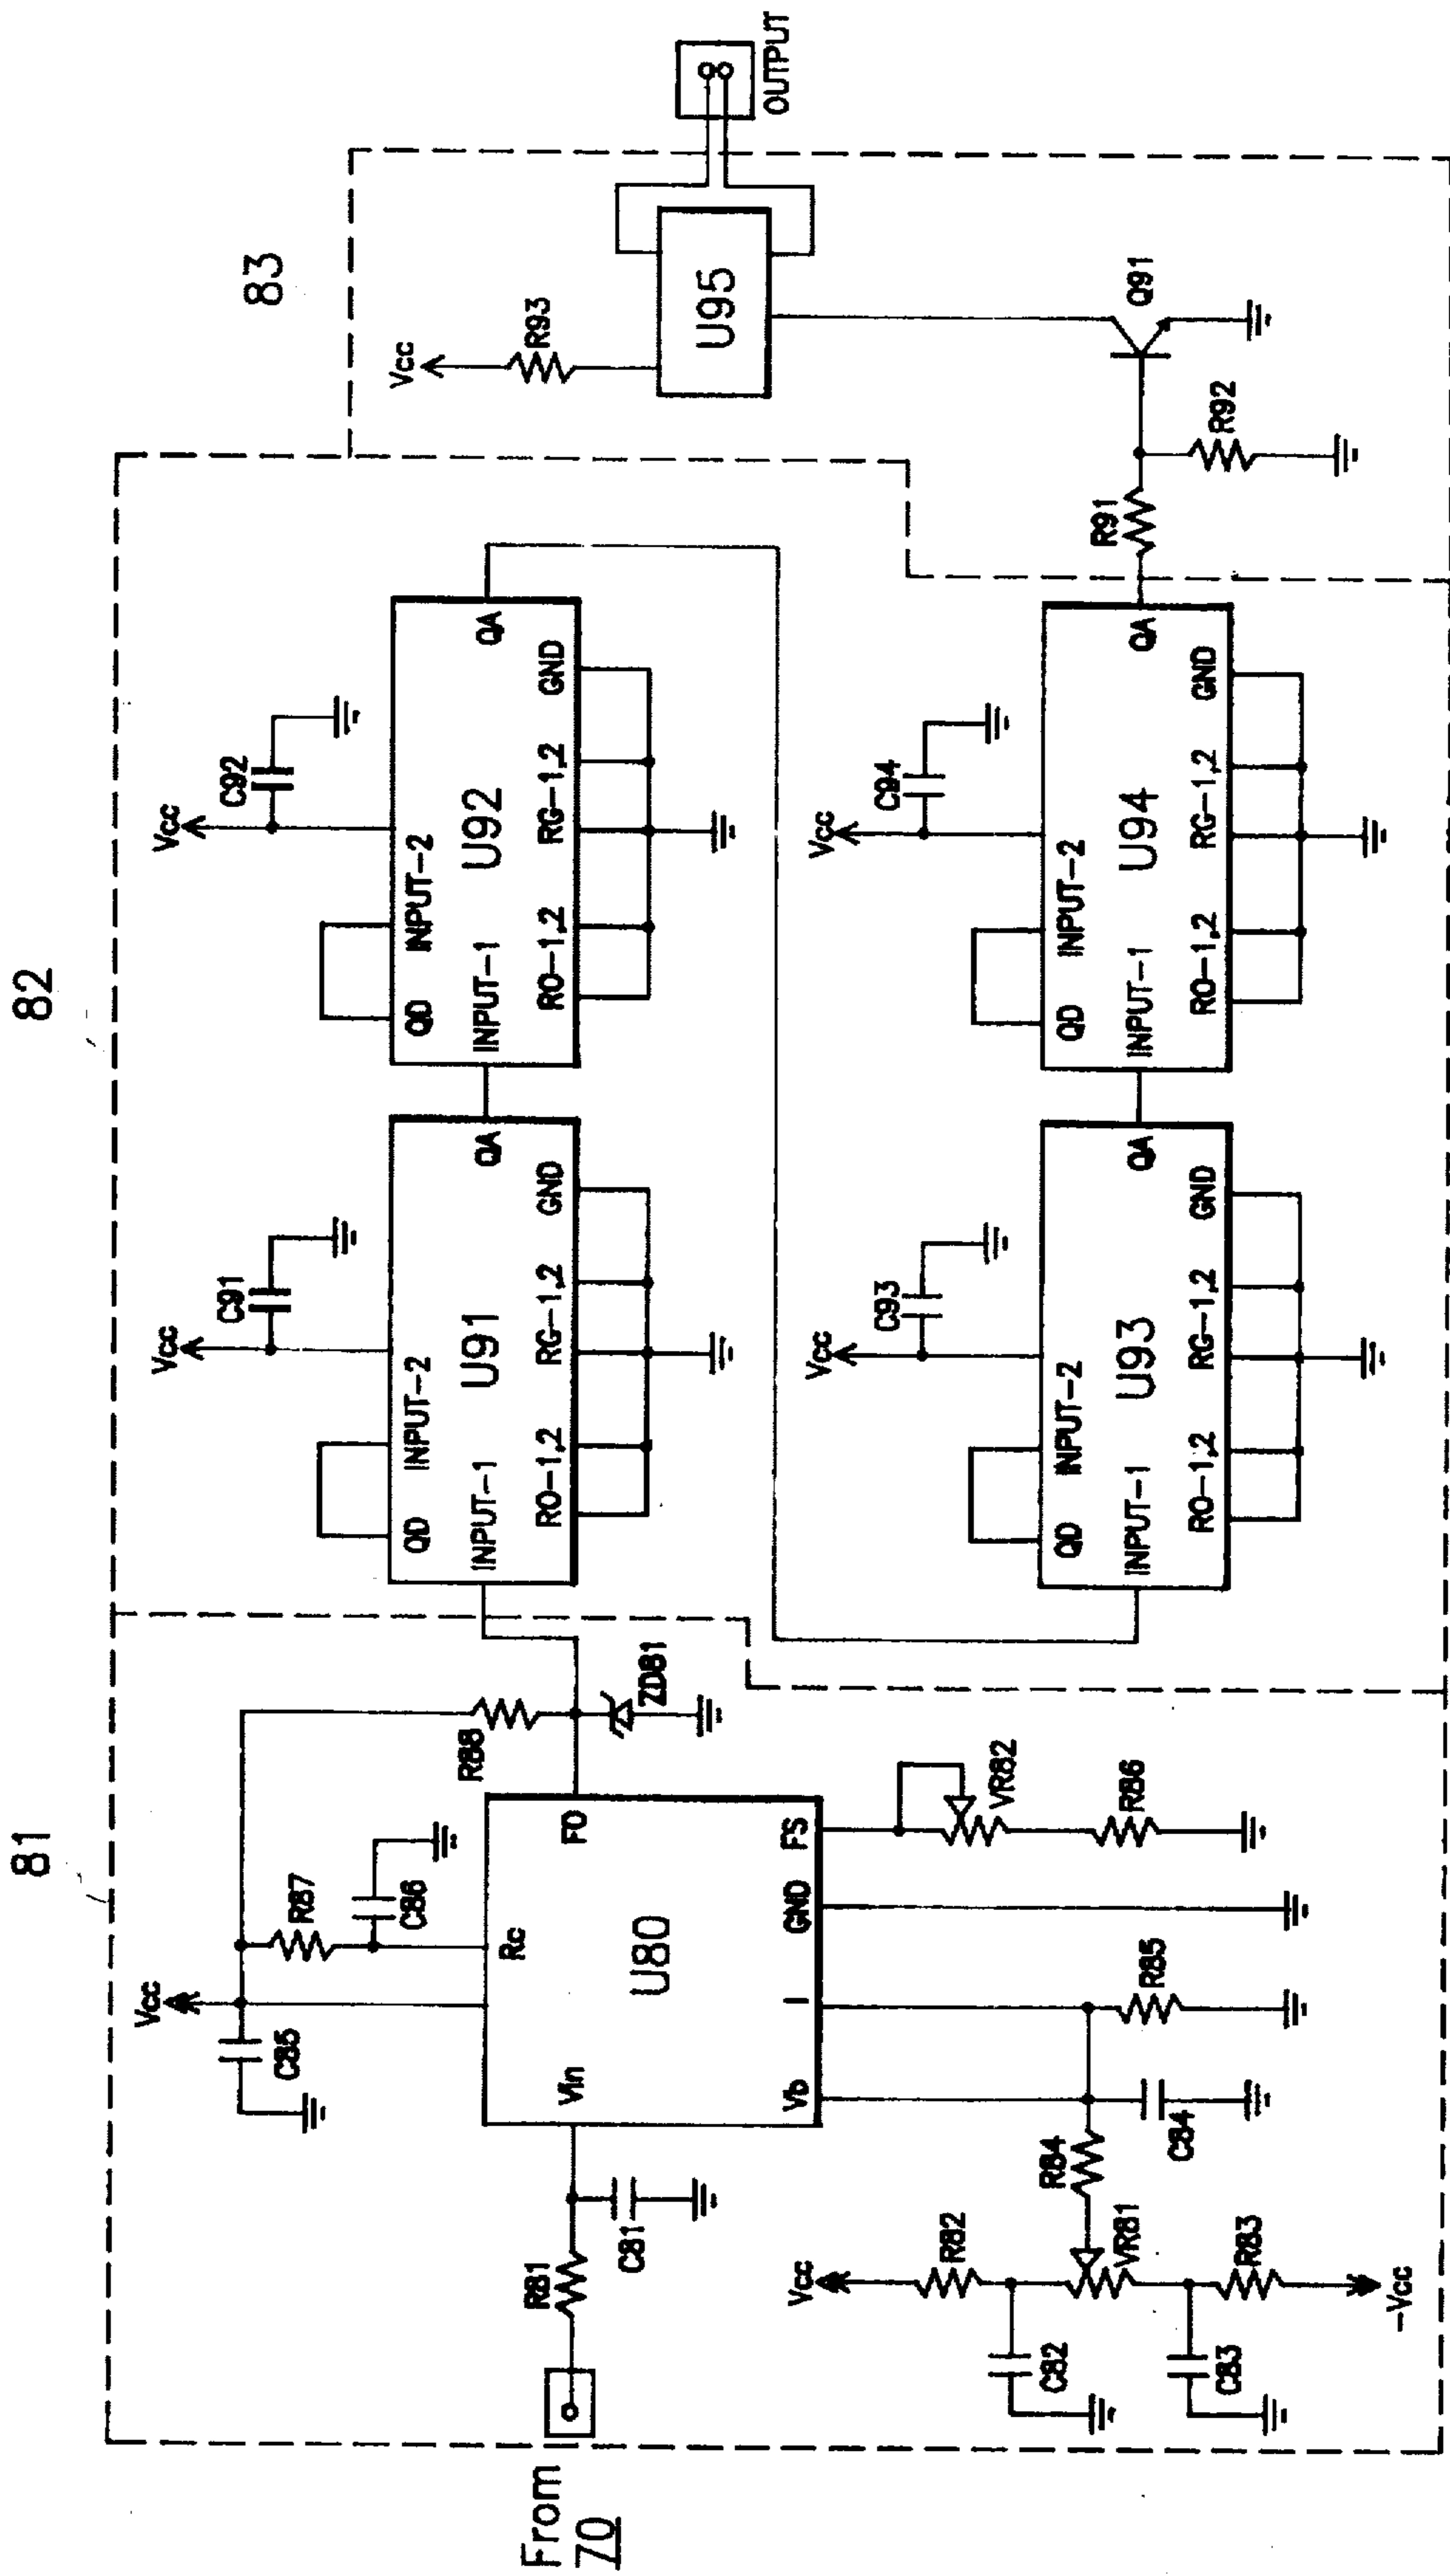 81
82
83
From
70
R81
C81
Vcc
C85
R87
C86
R88
ZD81
Vin
Rc
FO
U80
Vb
I
GND
FS
Vcc
R82
C82
VR81
R83
C83
-Vcc
R84
C84
R85
VR82
R86
Vcc
C91
QD
INPUT-2
INPUT-1
U91
QA
RO-1,2
RG-1,2
GND
Vcc
C92
QD
INPUT-2
INPUT-1
U92
QA
RO-1,2
RG-1,2
GND
Vcc
C93
QD
INPUT-2
INPUT-1
U93
QA
RO-1,2
RG-1,2
GND
Vcc
C94
QD
INPUT-2
INPUT-1
U94
QA
RO-1,2
RG-1,2
GND
R91
R92
Q91
Vcc
R93
U95
OUTPUT